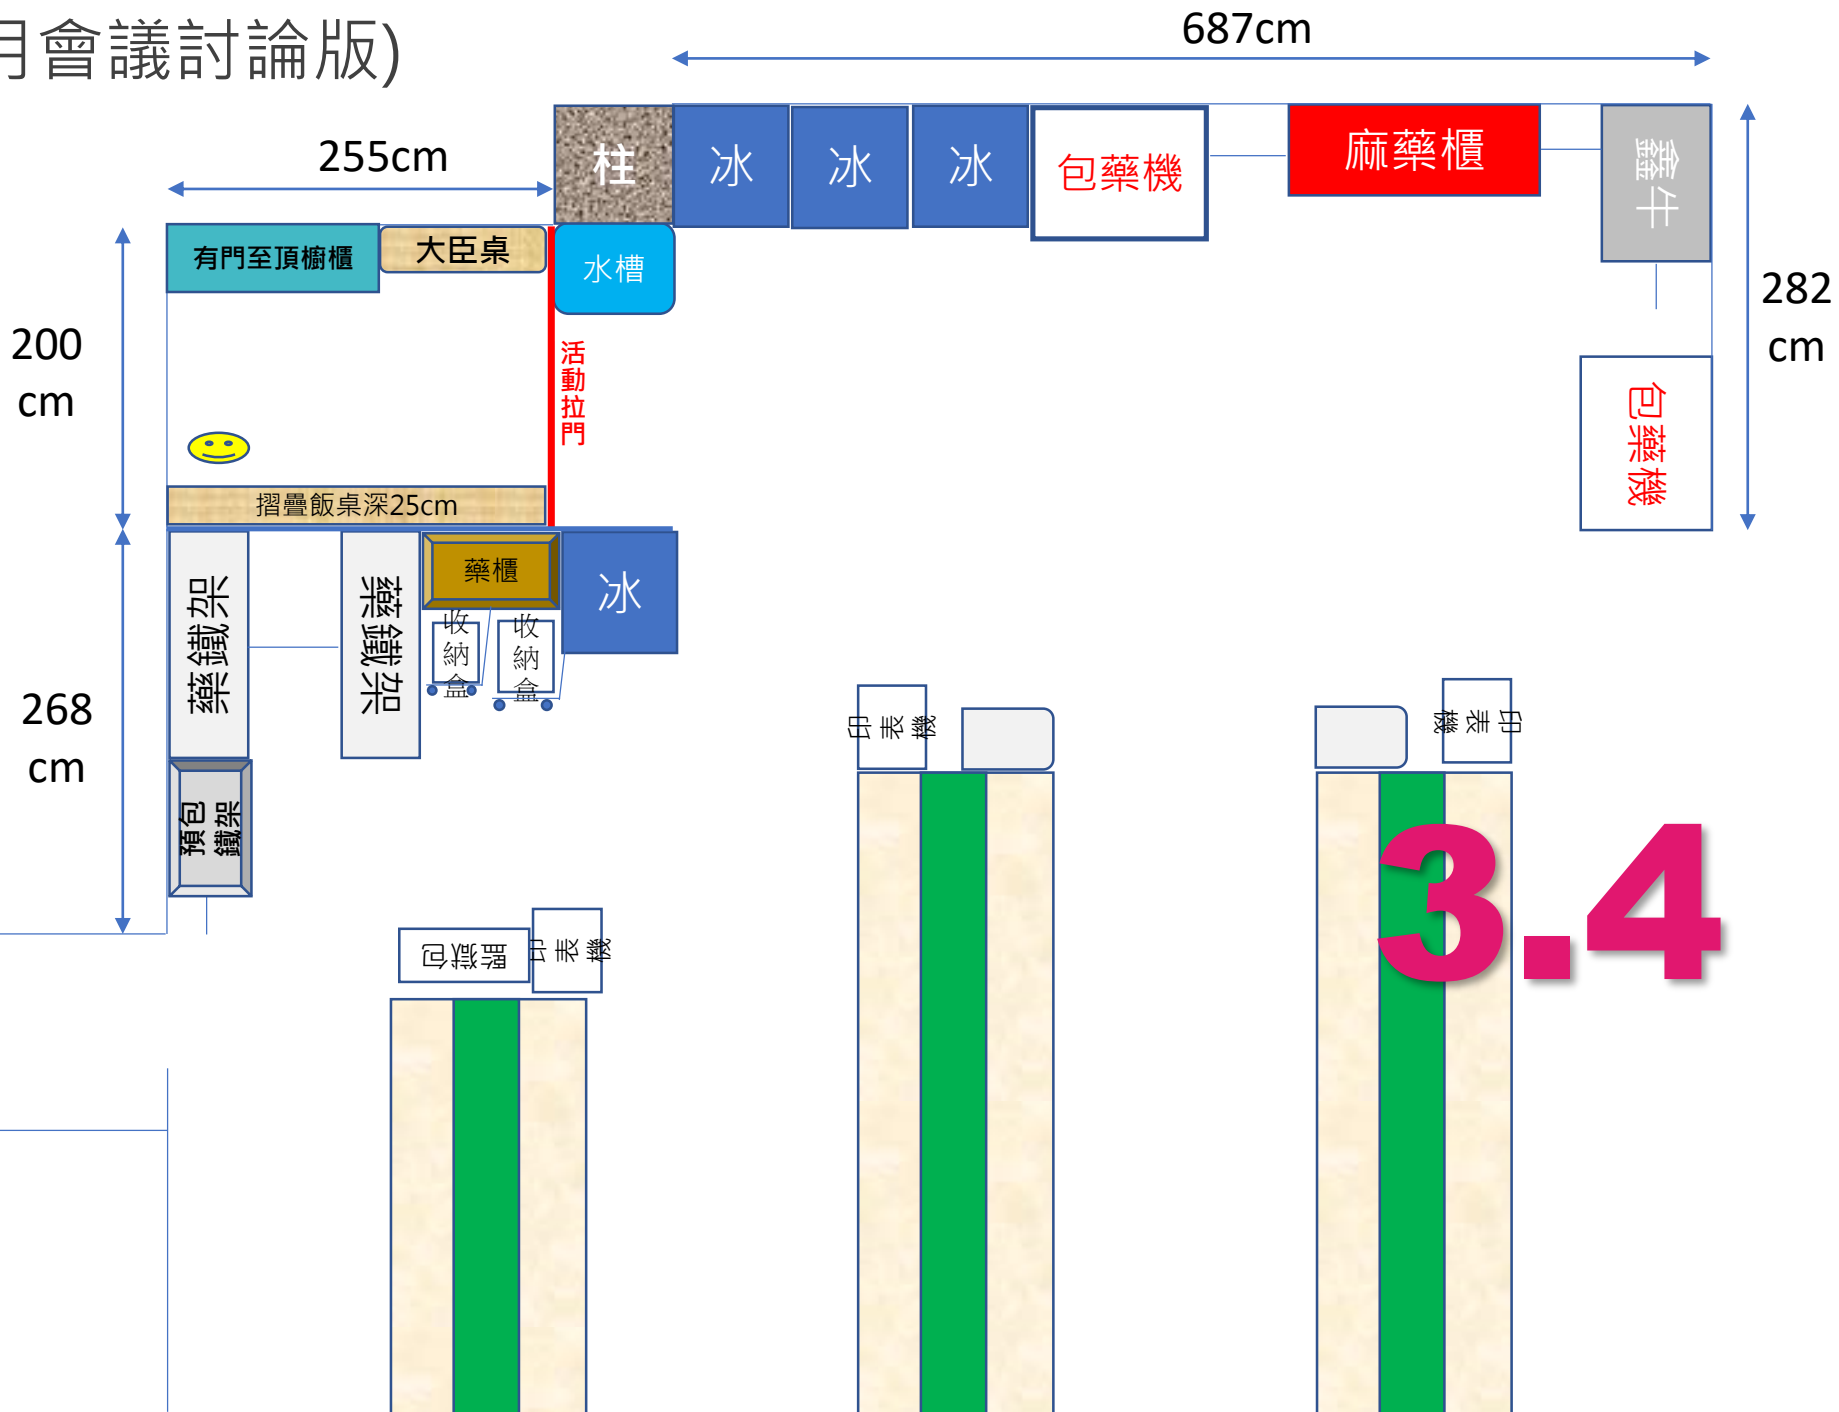 月會議討論版)
687cm
255cm
柱
冰
冰
冰
包藥機
麻藥櫃
鑫牛
有門至頂櫥櫃
大臣桌
水槽
282
cm
200
cm
活動拉門
包藥機
摺疊飯桌深25cm
藥鐵架
藥鐵架
藥櫃
冰
收納盒
收納盒
268
cm
印表機
印表機
預包
鐵架
3.4
監獄包
印表機